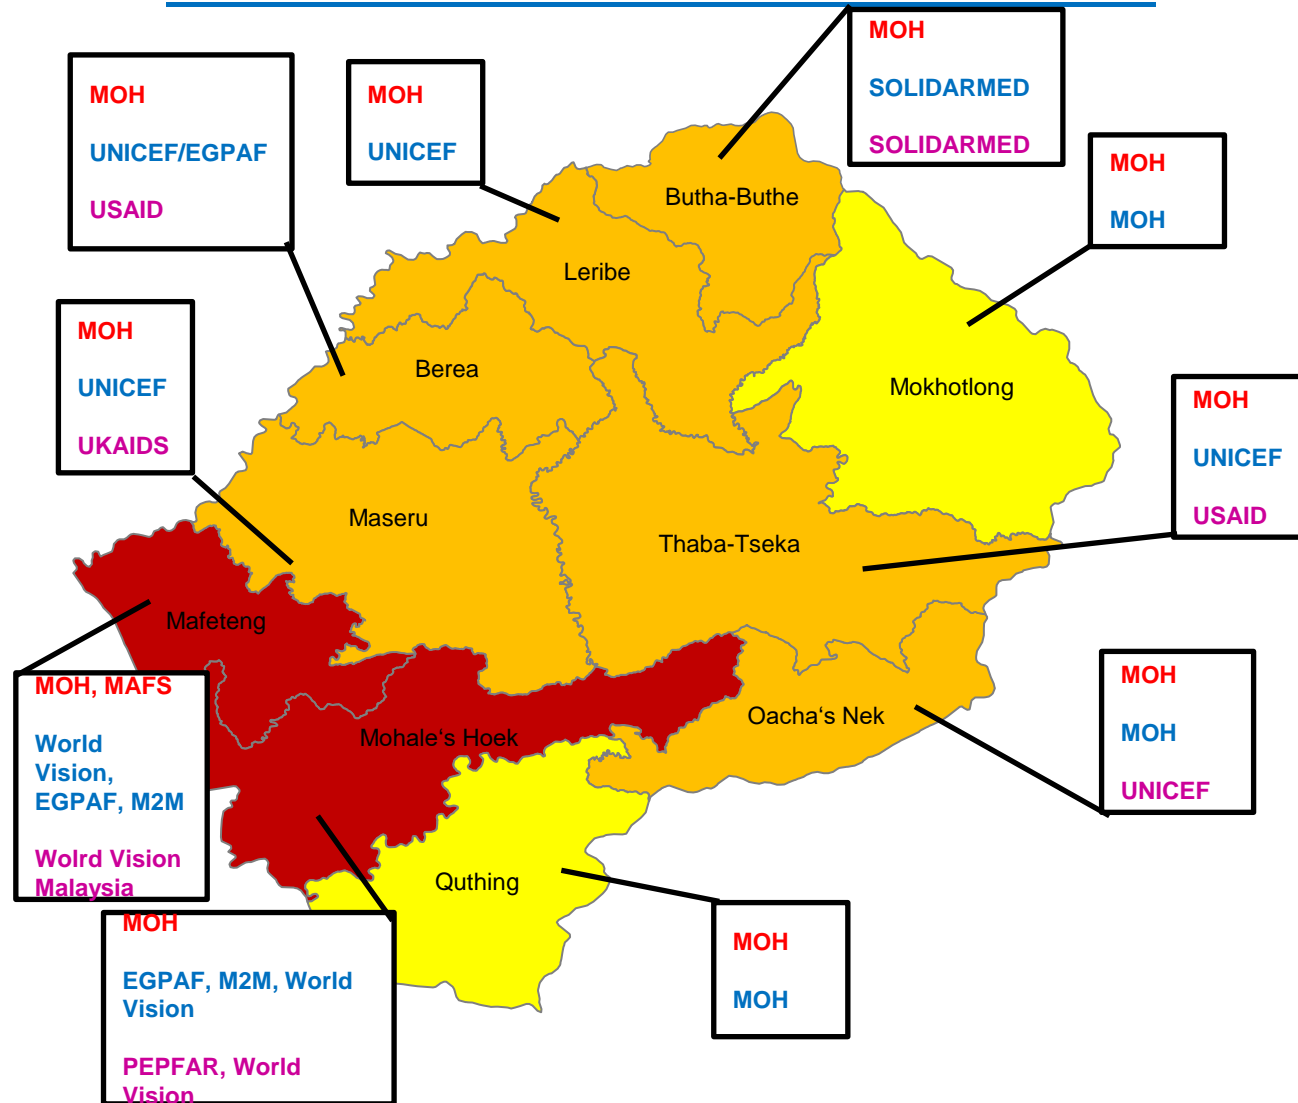 MOH
SOLIDARMED
SOLIDARMED
MOH
UNICEF/EGPAF
USAID
MOH
UNICEF
MOH
MOH
Butha-Buthe
Leribe
MOH
UNICEF
UKAIDS
Berea
Mokhotlong
MOH
UNICEF
USAID
Maseru
Thaba-Tseka
Mafeteng
MOH, MAFS
World
Vision,
EGPAF, M2M
Wolrd Vision
Malaysia
Mohale's Hoek
Oacha's Nek
MOH
MOH
UNICEF
Quthing
MOH
EGPAF, M2M, World
Vision
PEPFAR, World
Vision
MOH
MOH